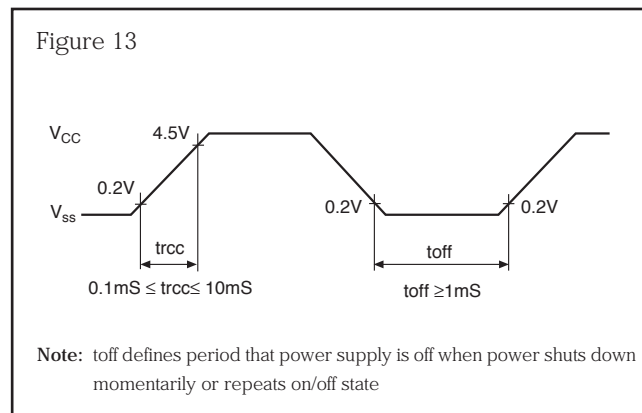 Figure 13
VCC
4.5V
0.2V
Vss
0.2V
0.2V
trcc
toff
0.1mS ≤ trcc≤ 10mS
toff ≥1mS
Note: toff defines period that power supply is off when power shuts down
momentarily or repeats on/off state